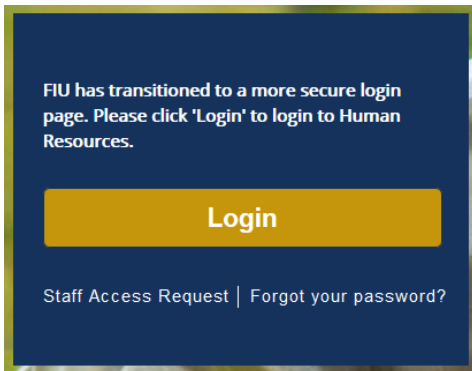 FIU has transitioned to a more secure login
page. Please click 'Login' to login to Human
Resources.
Login
Staff Access Request | Forgot your password?